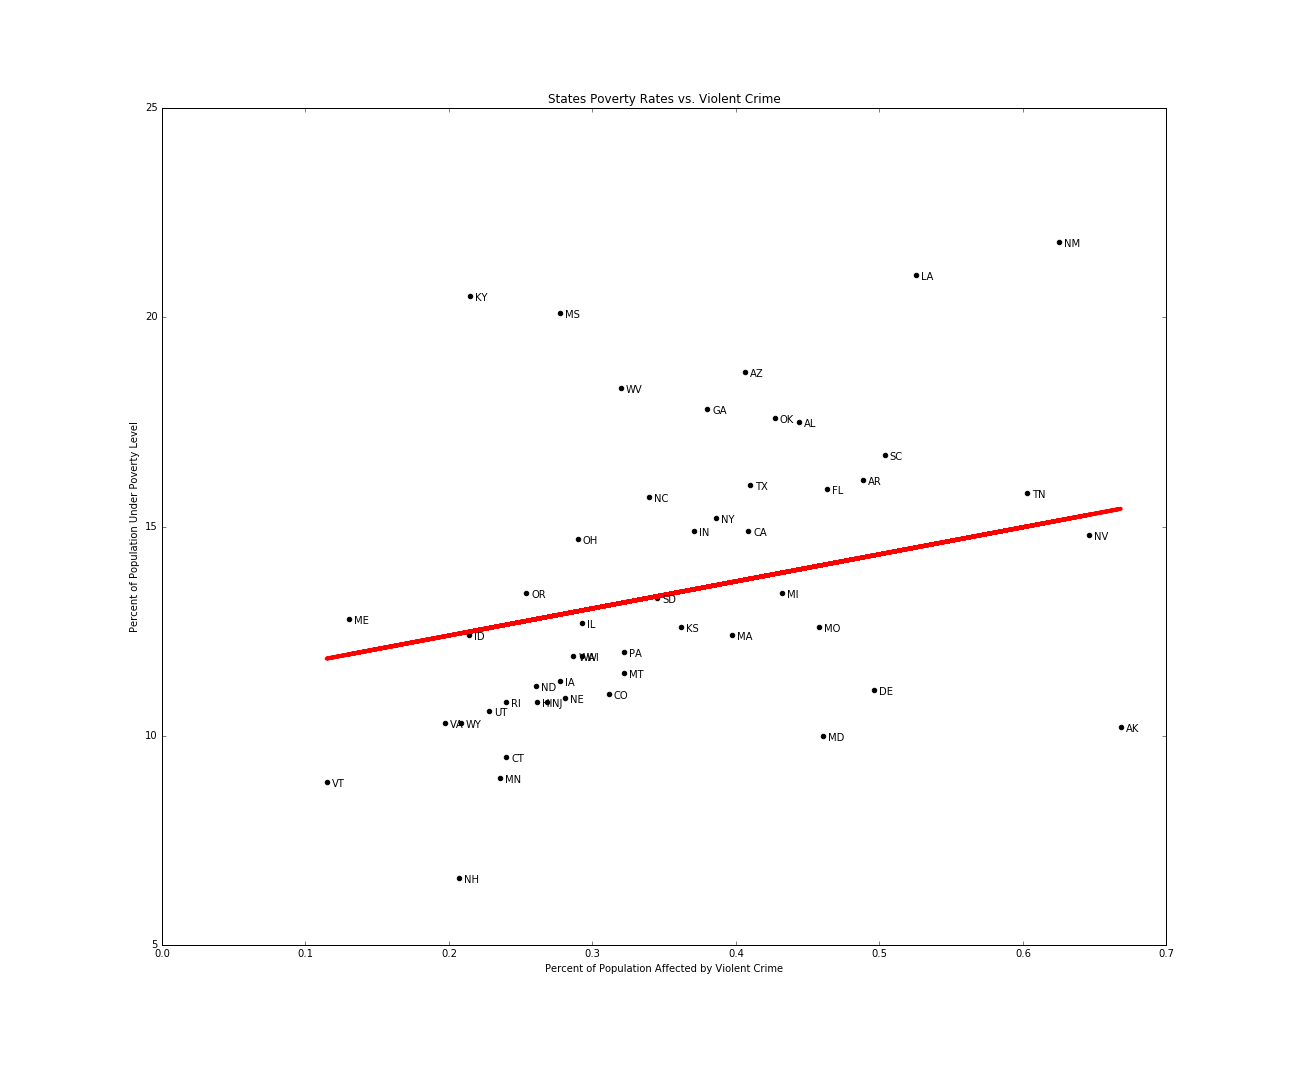 States Poverty Rates vs. Violent Crime
25
NM
LA
KY
20
MS
AZ
WV
GA
OK
AL
SC
AR
TX
FL
TN
NC
NY
IN
CA
15
NV
OH
OR
MI
SD
ME
IL
KS
MO
ID
MA
PA
WA
WI
MT
IA
ND
CO
NE
DE
RI
HI
NJ
UT
VA
WY
AK
10
MD
CT
MN
VT
NH
5
0.0 0.1 0.2 0.3 0.4 0.5 0.6 0.7
Percent of Population Affected by Violent Crime
Percent of Population Under Poverty Level